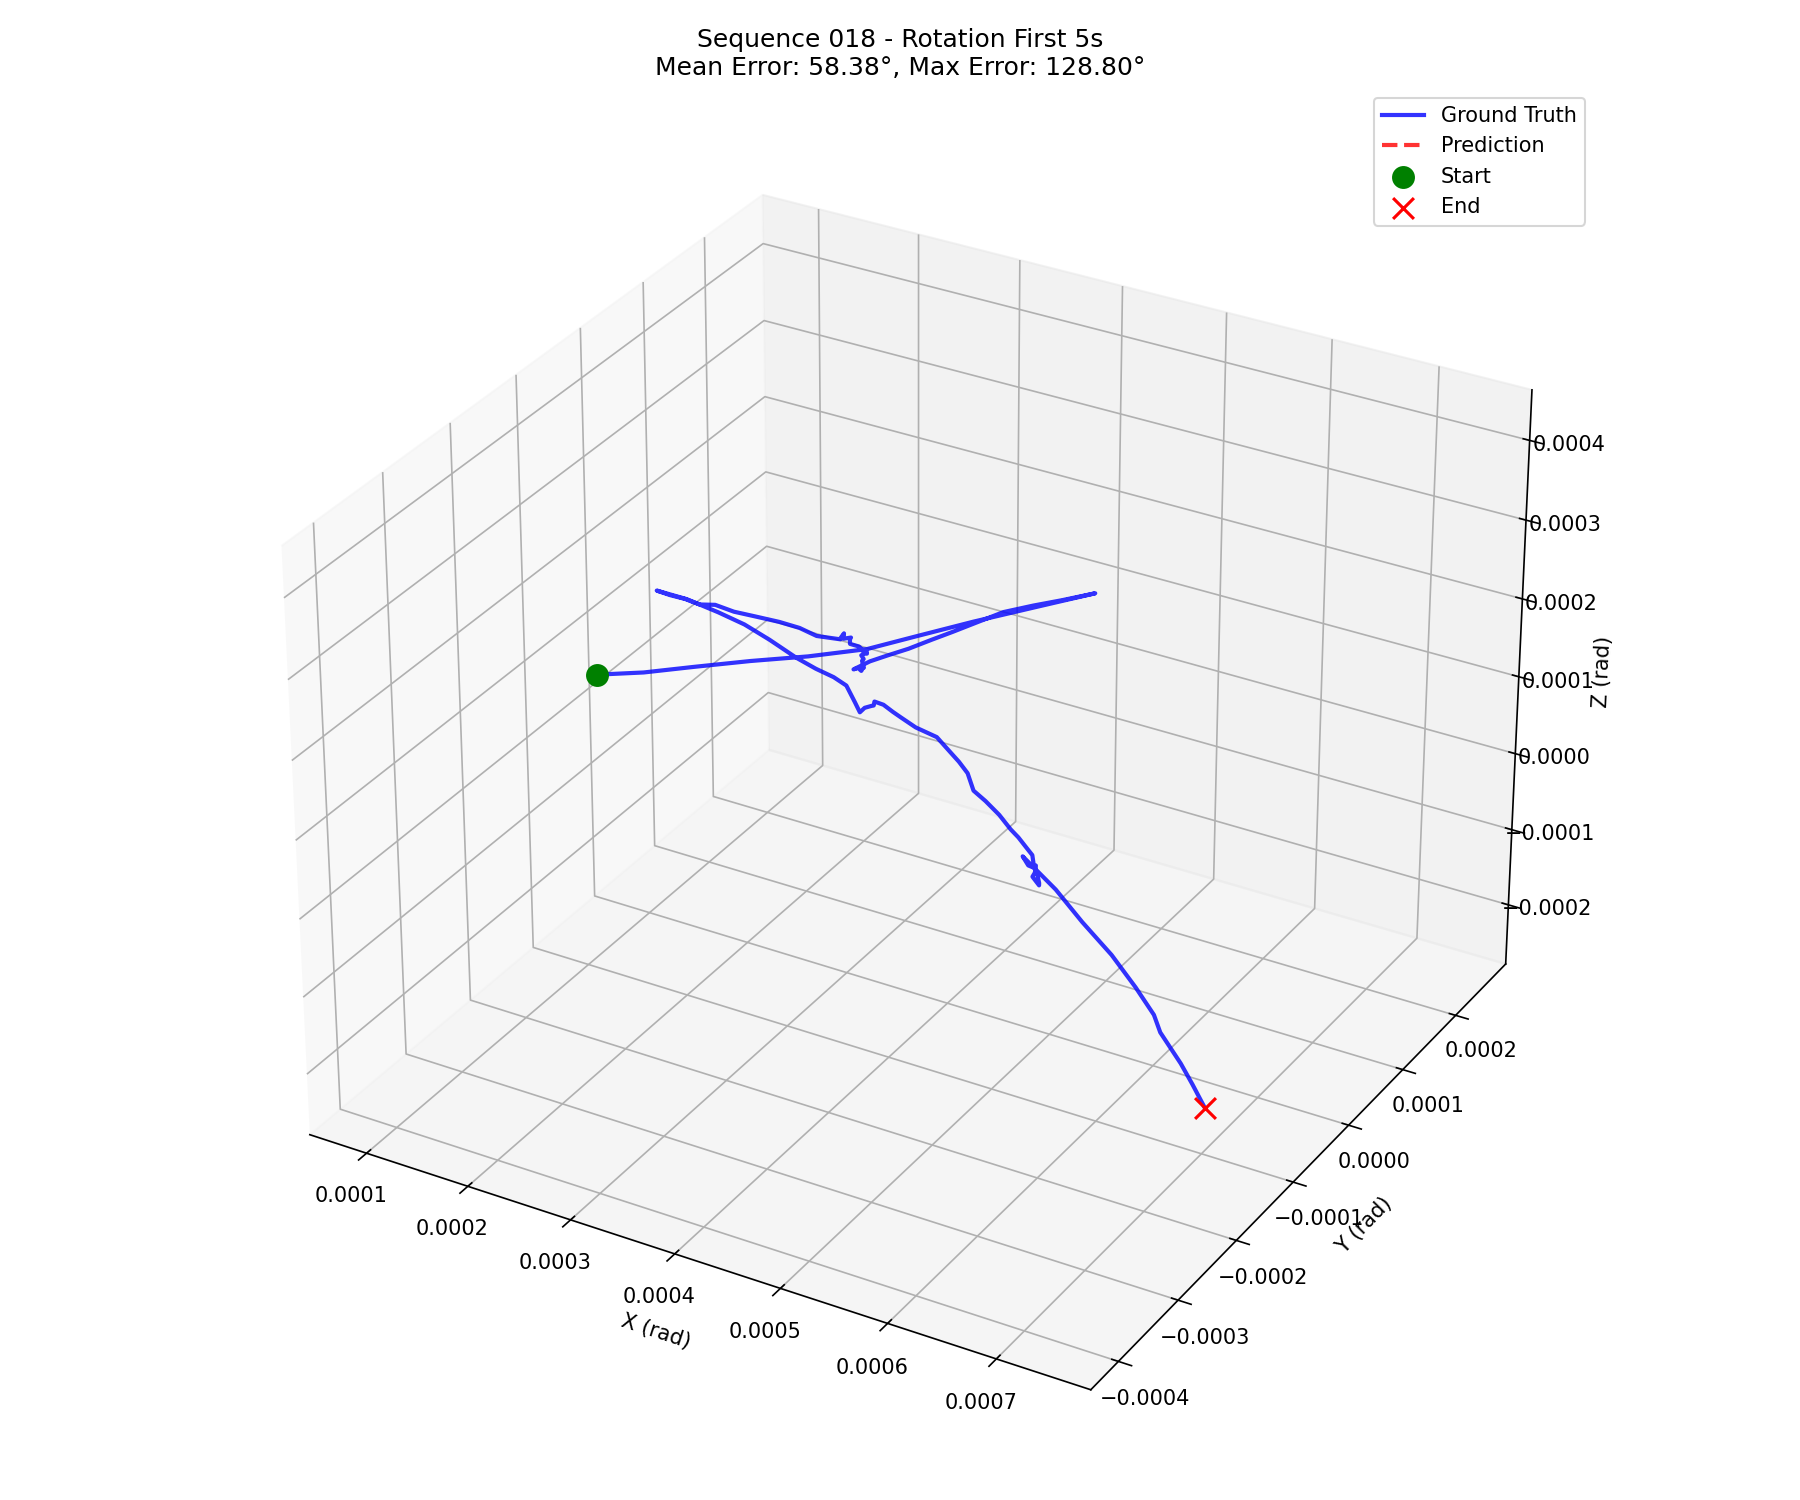 Sequence 018 - Rotation First 5s
Mean Error: 58.38°, Max Error: 128.80°
Ground Truth
Prediction
Start
End
0.0004
0.0003
0.0002
0.0001
0.0000
−0.0001
−0.0002
Z (rad)
0.0002
0.0001
0.0000
−0.0001
−0.0002
−0.0003
−0.0004
Y (rad)
0.0001
0.0002
0.0003
0.0004
0.0005
0.0006
0.0007
X (rad)